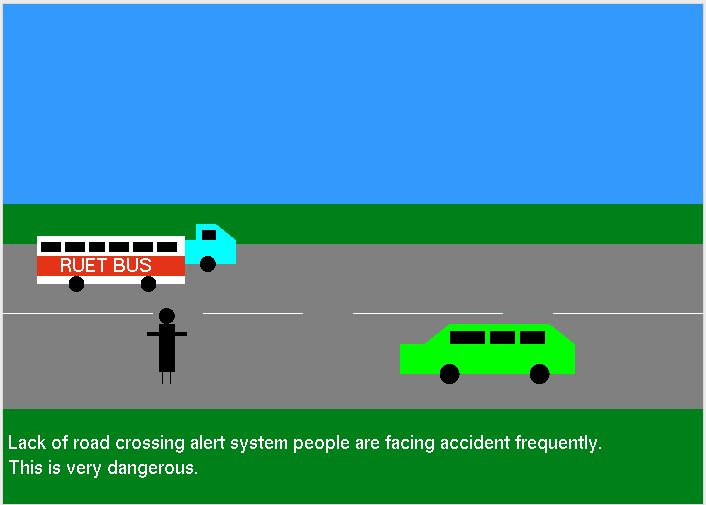 RUET BUS
Lack of road crossing alert system people are facing accident frequently.
This is very dangerous.